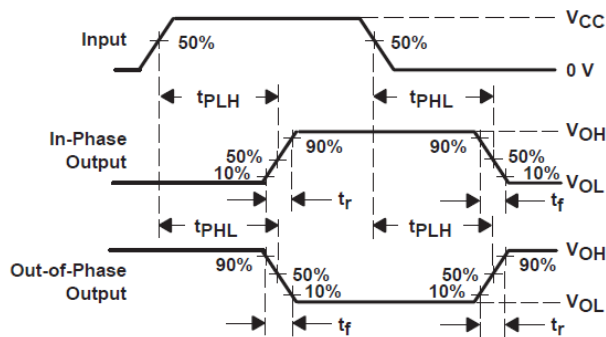 VCC
Input
50%
50%
0 V
tPLH
tPHL
In-Phase
Output
VOH
90%
90%
50%
50%
10%
10%
VOL
tr
tf
tPHL
tPLH
Out-of-Phase
Output
VOH
90%
90%
50%
50%
10%
10%
VOL
tf
tr